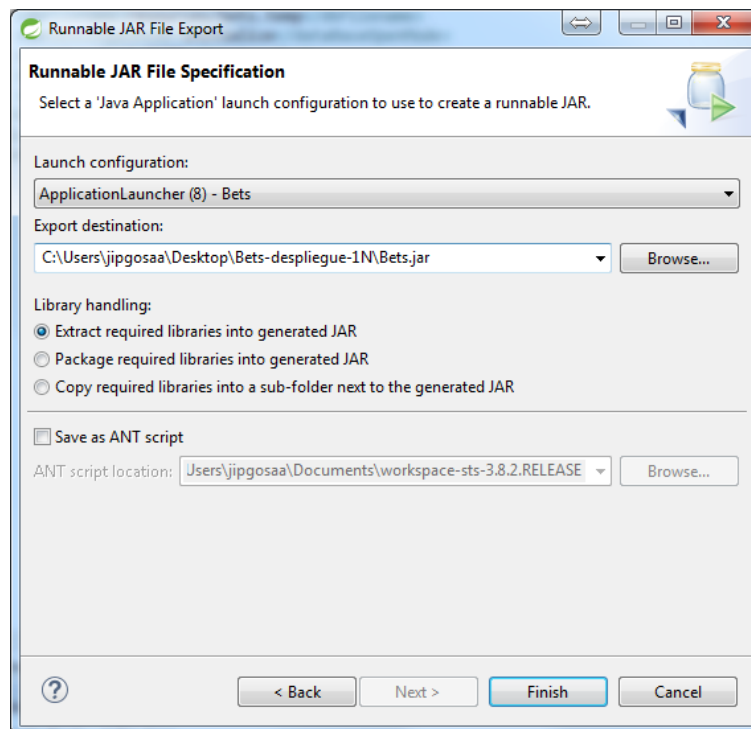 Runnable JAR File Export
Runnable JAR File Specification
Select a 'Java Application' launch configuration to use to create a runnable JAR.
Launch configuration:
ApplicationLauncher (8) - Bets
Export destination:
C:\Users\jipgosaa\Desktop\Bets-despliegue-1N\Bets.jar Browse...
Library handling:
Extract required libraries into generated JAR
Package required libraries into generated JAR
Copy required libraries into a sub-folder next to the generated JAR
Save as ANT script
ANT script location: Users\jipgosaa\Documents\workspace-sts-3.8.2.RELEASE Browse...
? < Back Next > Finish Cancel